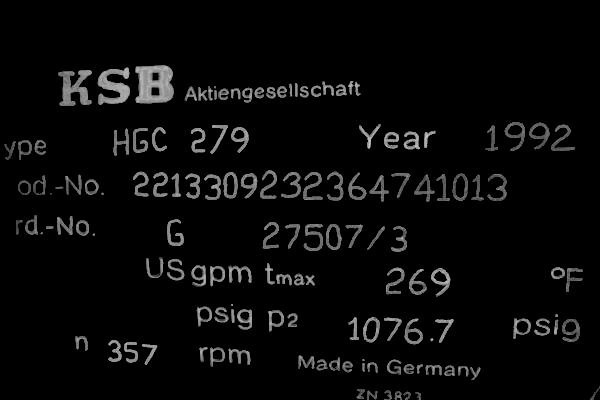 KSB Aktiengesellschaft
ype HGC 279 Year 1992
od.-No. 2213309232364741013
rd.-No. G 27507/3
US gpm tmax 269 °F
psig p2 1076.7 psig
n 357 rpm Made in Germany
ZN 3823